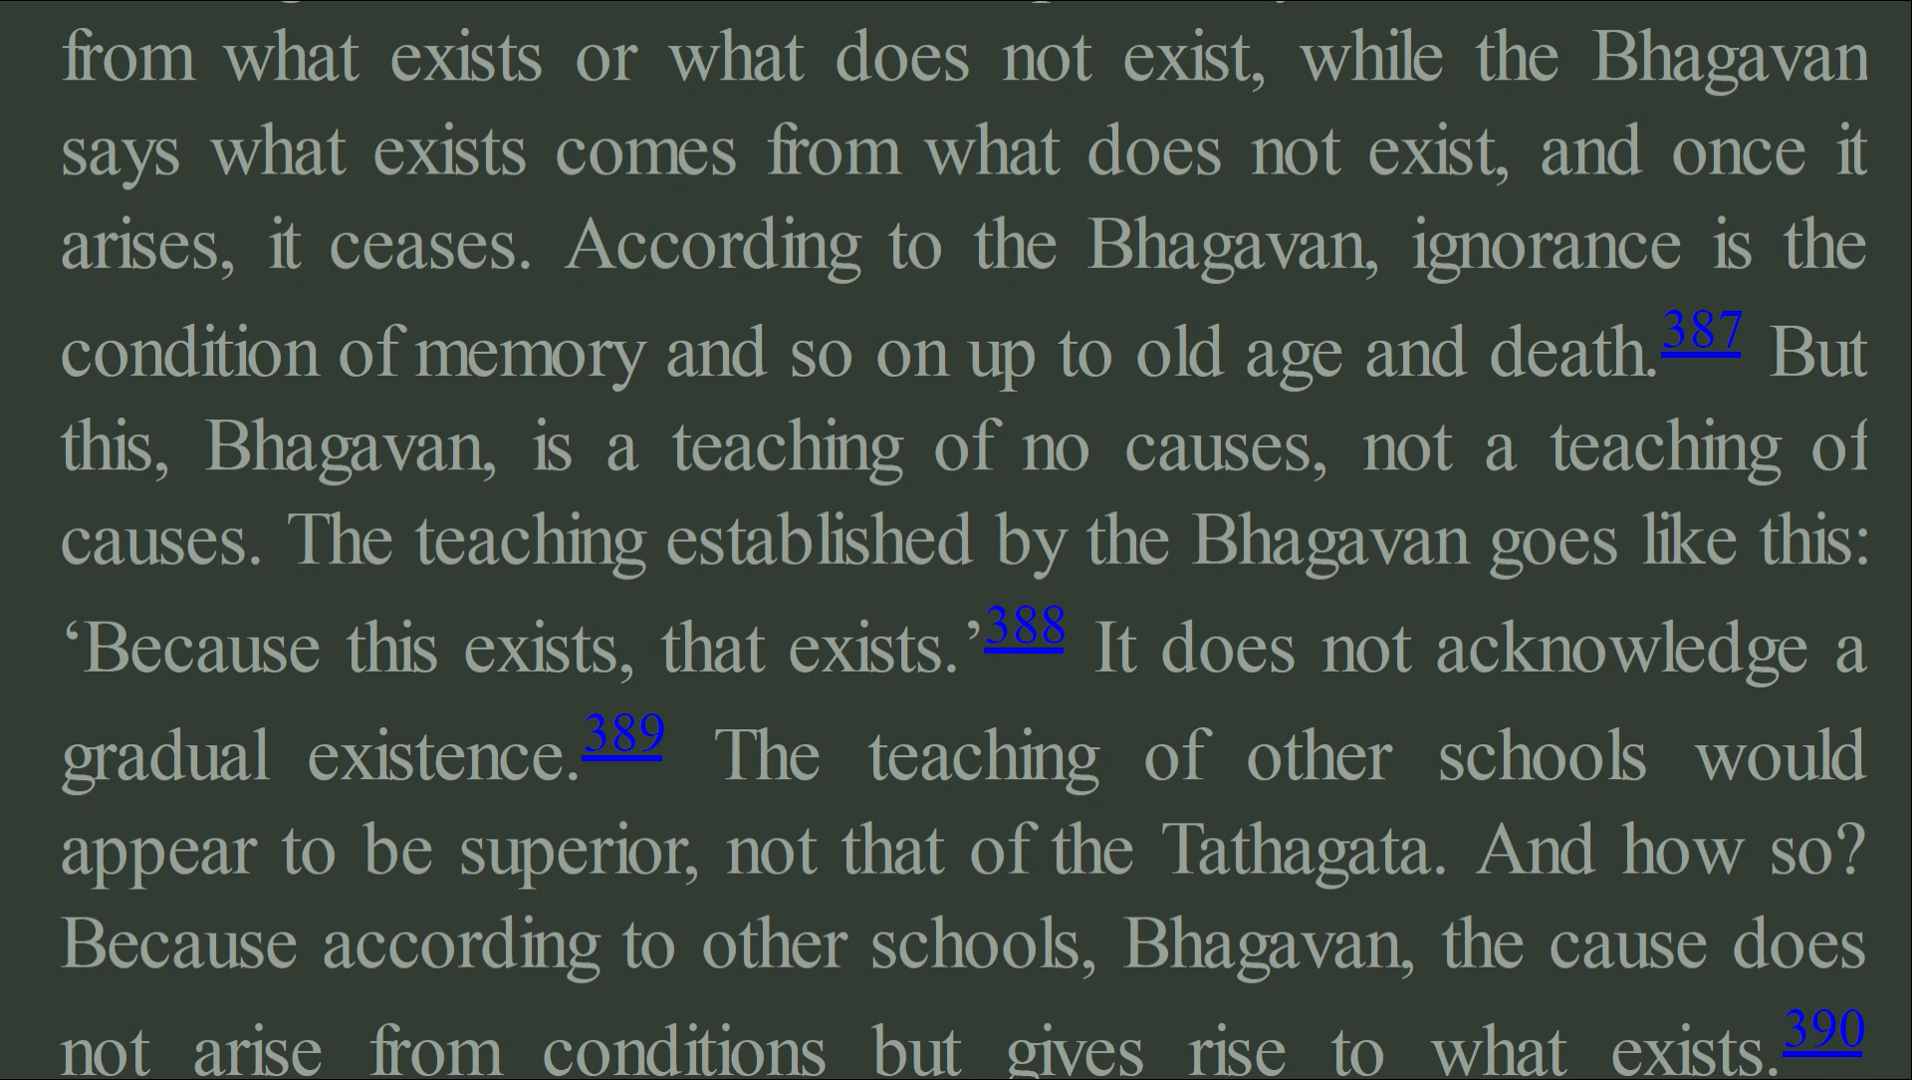 from what exists or what does not exist, while the Bhagavan
says what exists comes from what does not exist, and once it
arises, it ceases. According to the Bhagavan, ignorance is the
condition of memory and so on up to old age and death.387 But
this, Bhagavan, is a teaching of no causes, not a teaching of
causes. The teaching established by the Bhagavan goes like this:
‘Because this exists, that exists.’388 It does not acknowledge a
gradual existence.389 The teaching of other schools would
appear to be superior, not that of the Tathagata. And how so?
Because according to other schools, Bhagavan, the cause does
not arise from conditions but gives rise to what exists.390